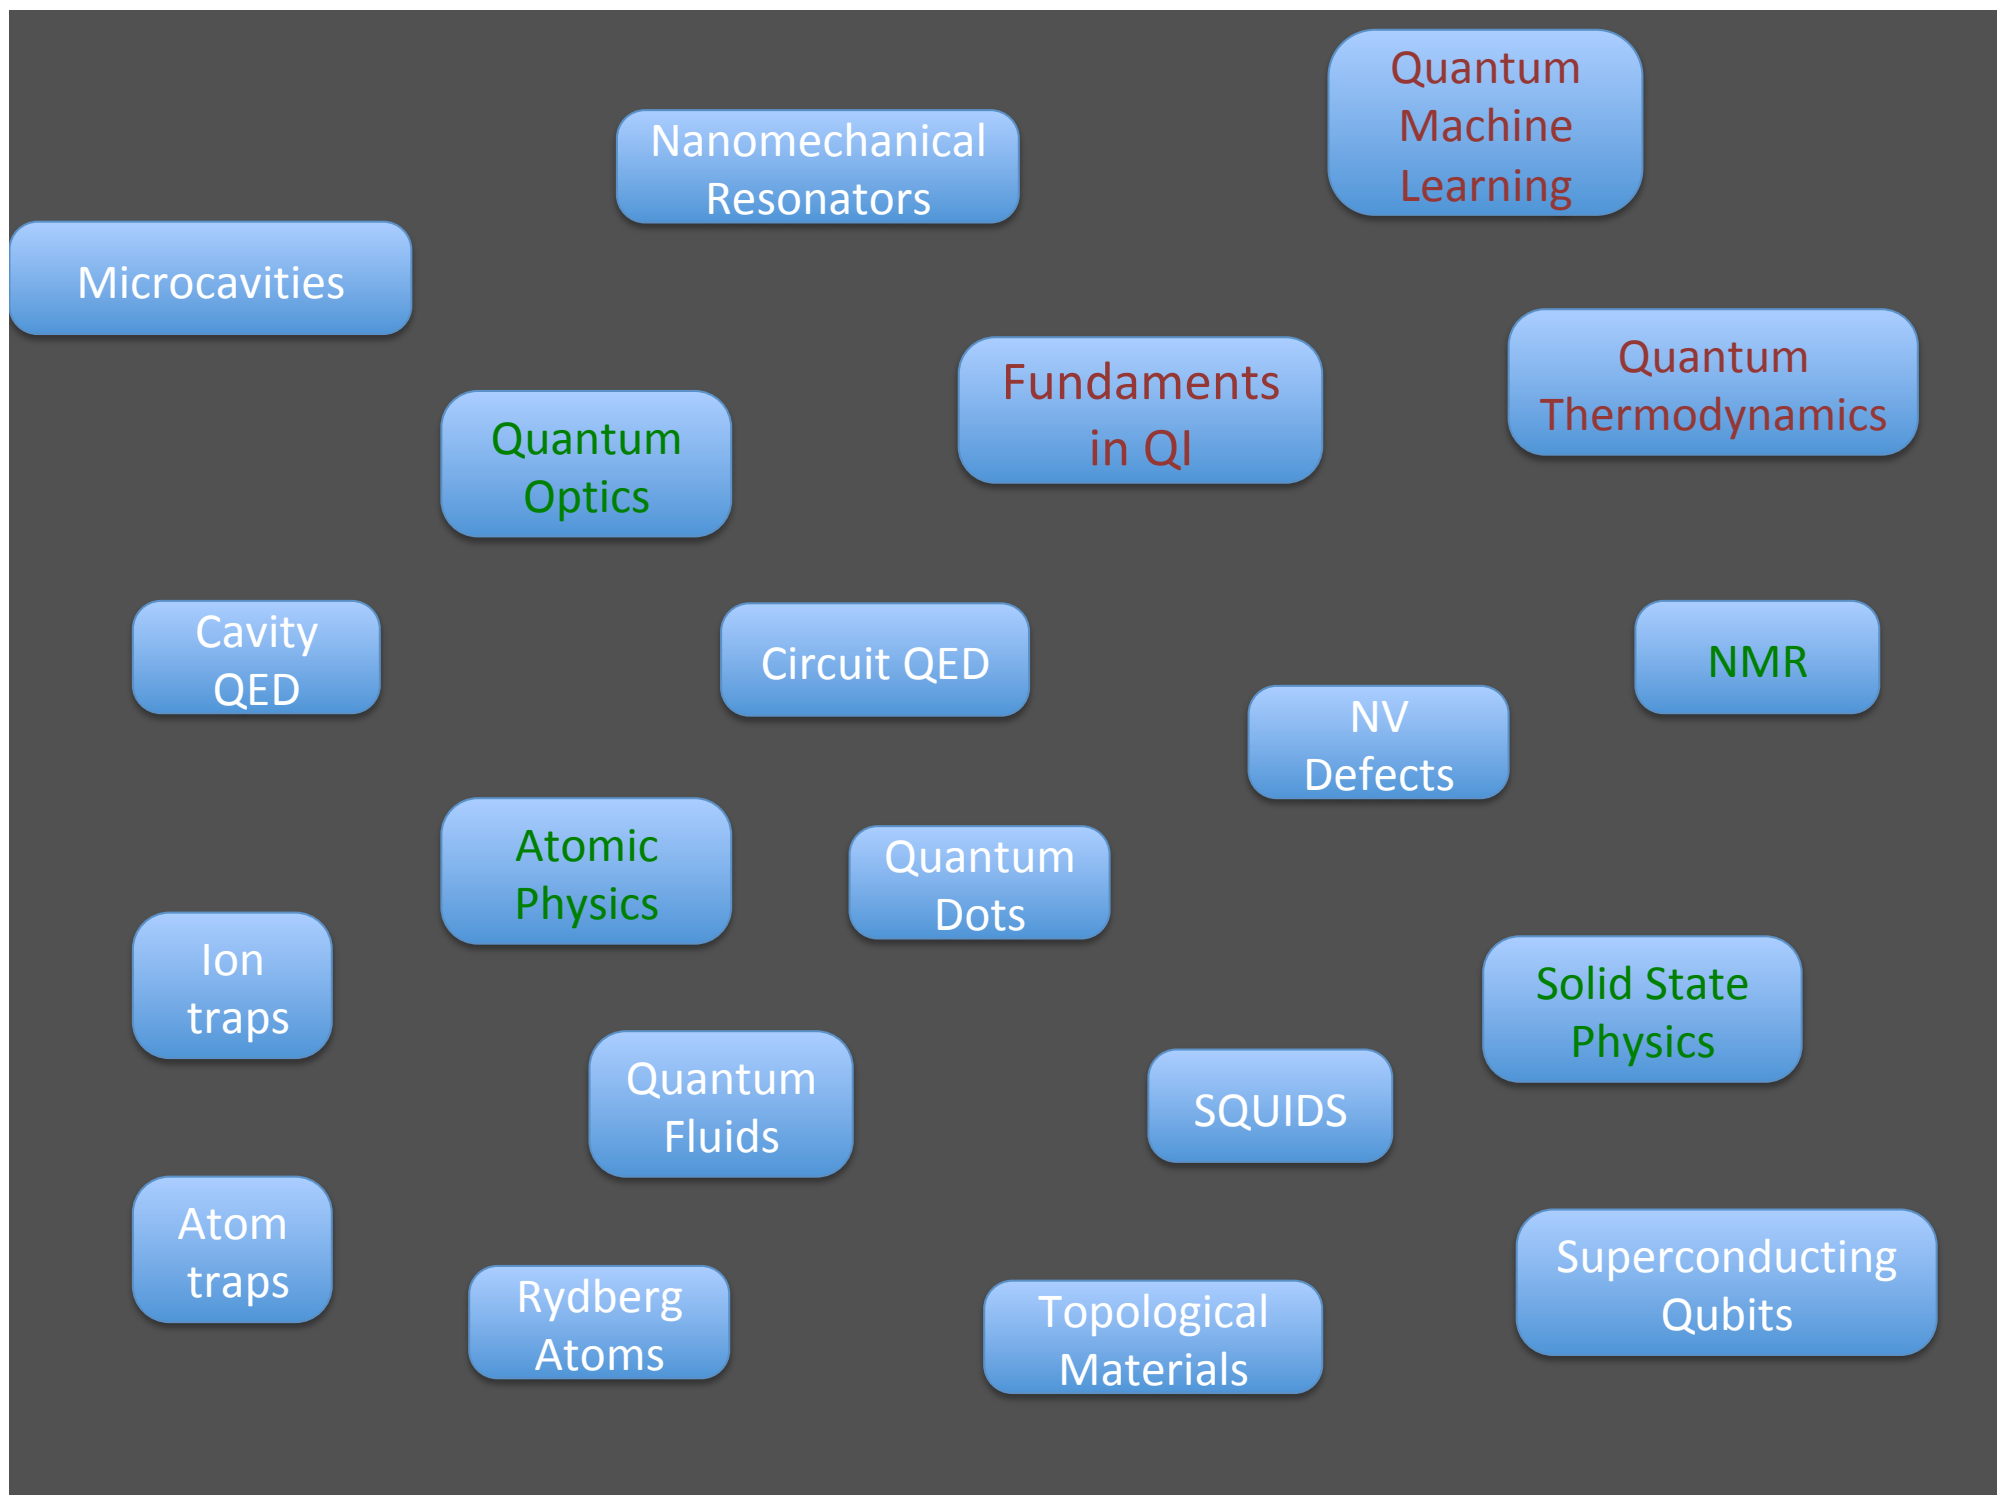 Quantum
Machine
Learning
Nanomechanical
Resonators
Microcavities
Fundaments
in QI
Quantum
Thermodynamics
Quantum
Optics
Cavity
QED
Circuit QED
NMR
NV
Defects
Atomic
Physics
Quantum
Dots
Ion
traps
Solid State
Physics
Quantum
Fluids
SQUIDS
Atom
traps
Superconducting
Qubits
Rydberg
Atoms
Topological
Materials